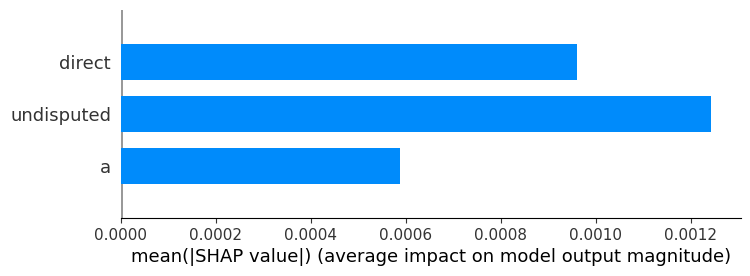 direct
undisputed
a
0.0000 0.0002 0.0004 0.0006 0.0008 0.0010 0.0012
mean(|SHAP value|) (average impact on model output magnitude)